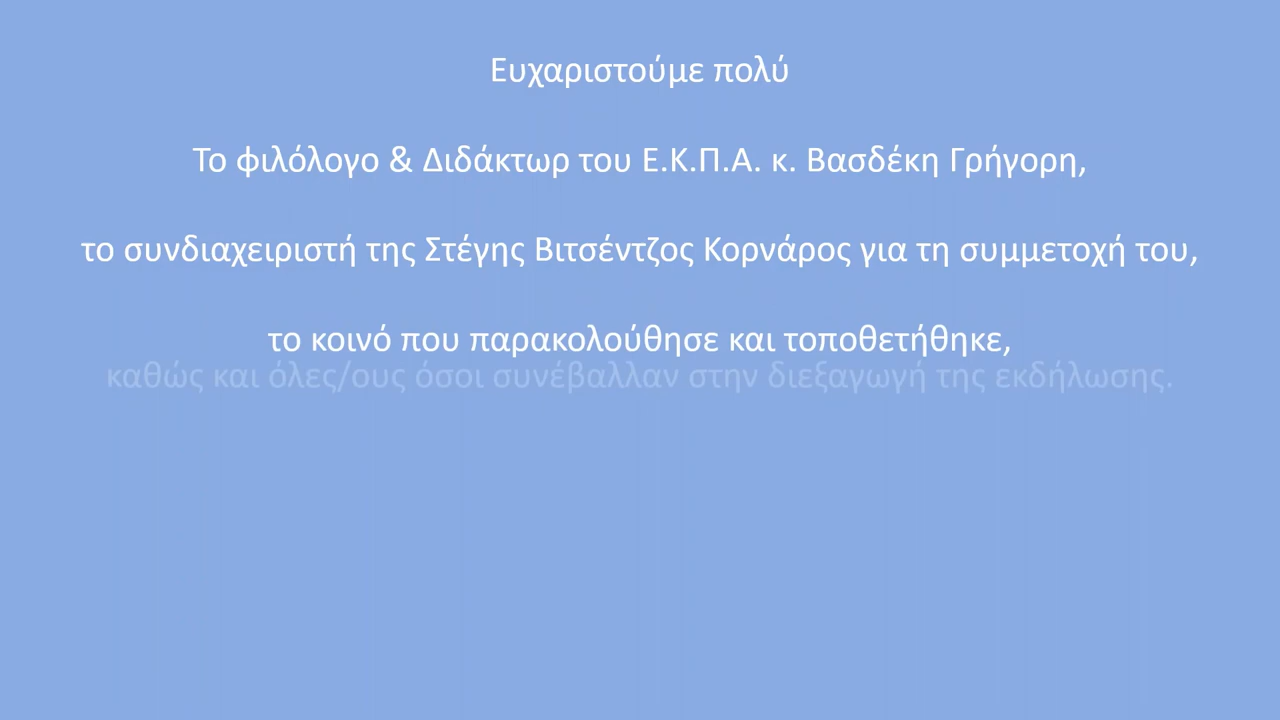 Ευχαριστούμε πολύ
Το φιλόλογο & Διδάκτωρ του Ε.Κ.Π.Α. κ. Βασδέκη Γρήγορη,
το συνδιαχειριστή της Στέγης Βιτσέντζος Κορνάρος για τη συμμετοχή του,
το κοινό που παρακολούθησε και τοποθετήθηκε,
καθώς και όλες/ους όσοι συνέβαλλαν στην διεξαγωγή της εκδήλωσης.